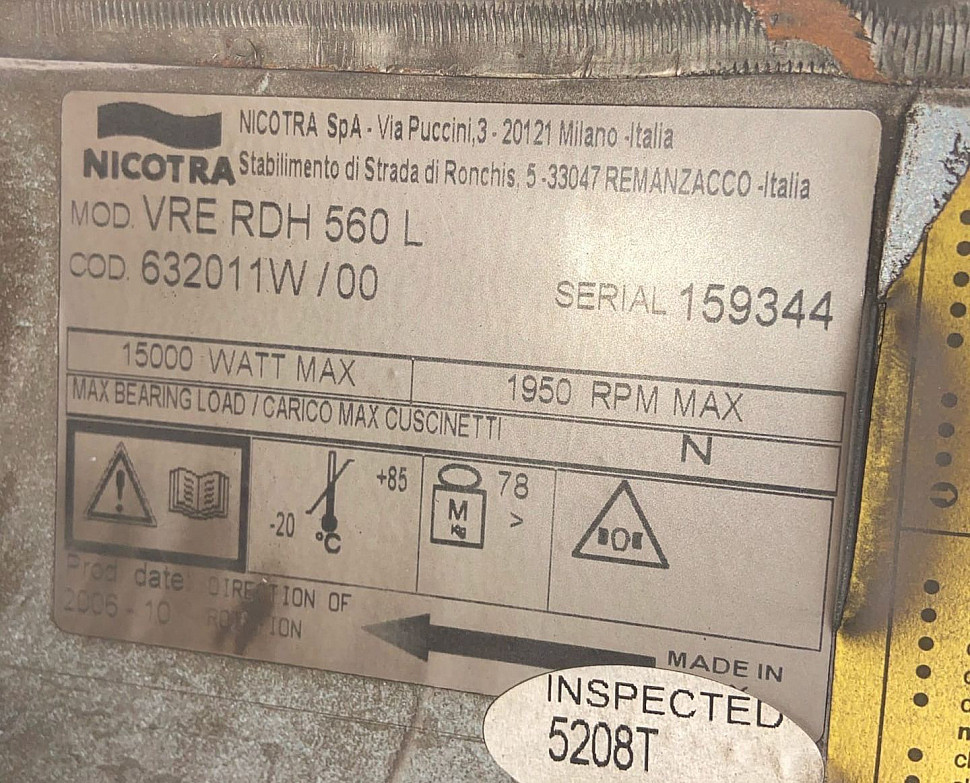 NICOTRA SpA - Via Puccini,3 - 20121 Milano -Italia
NICOTRA Stabilimento di Strada di Ronchis, 5 -33047 REMANZACCO -Italia
MOD. VRE RDH 560 L
COD. 632011W / 00
SERIAL 159344
15000 WATT MAX
1950 RPM MAX
MAX BEARING LOAD / CARICO MAX CUSCINETTI
N
-20 +85
°C
M
Kg
78
>
Prod date DIRECTION OF
2006 - 10 ROTATION
MADE IN
INSPECTED
5208T